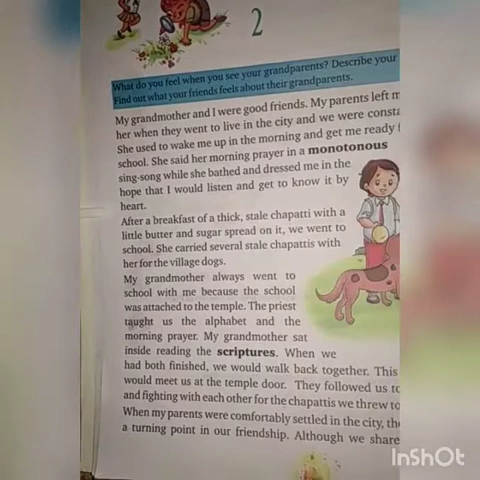 2
What do you feel when you see your grandparents? Describe your
Find out what your friends feels about their grandparents.
My grandmother and I were good friends. My parents left m
her when they went to live in the city and we were consta
She used to wake me up in the morning and get me ready f
school. She said her morning prayer in a monotonous
sing-song while she bathed and dressed me in the
hope that I would listen and get to know it by
heart.
After a breakfast of a thick, stale chapatti with a
little butter and sugar spread on it, we went to
school. She carried several stale chapattis with
her for the village dogs.
My grandmother always went to
school with me because the school
was attached to the temple. The priest
taught us the alphabet and the
morning prayer. My grandmother sat
inside reading the scriptures. When we
had both finished, we would walk back together. This
would meet us at the temple door. They followed us to
and fighting with each other for the chapattis we threw to
When my parents were comfortably settled in the city, the
a turning point in our friendship. Although we share
InShOt